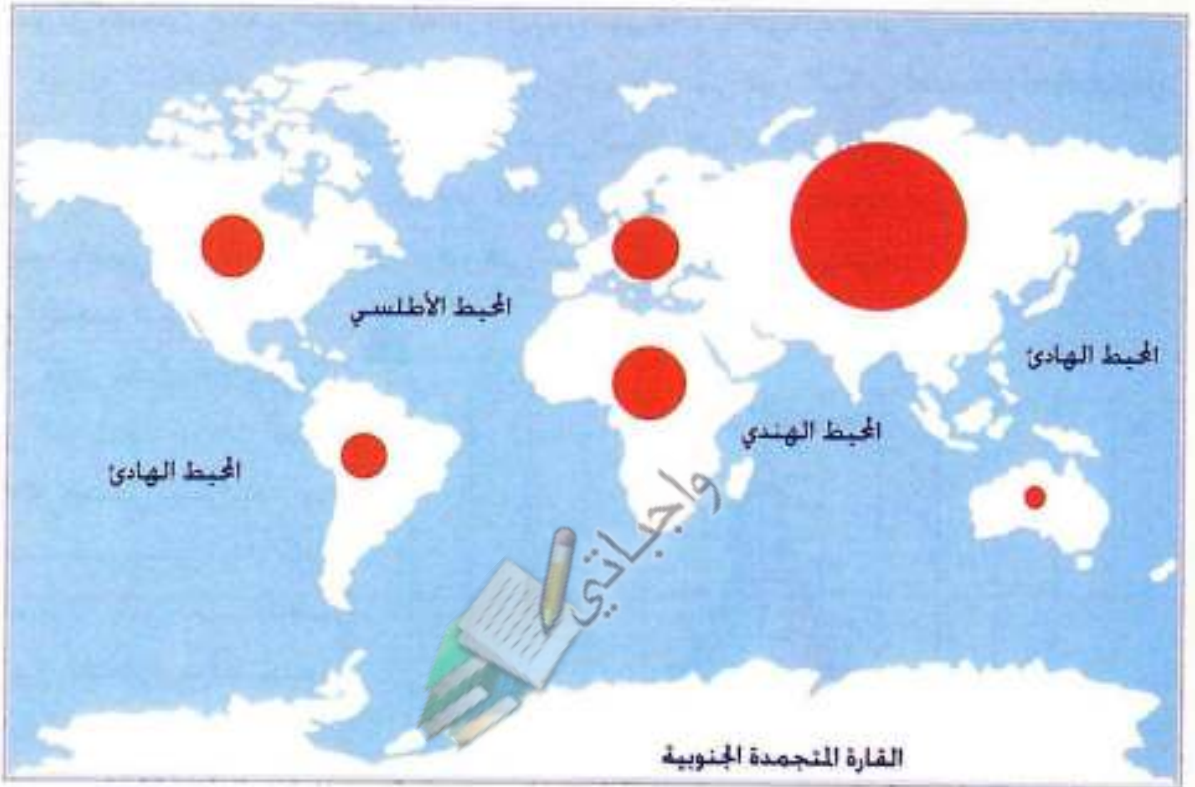 المحيط الأطلسي
المحيط الهادئ
المحيط الهندي
المحيط الهادئ
واجباتي
القارة المتجمدة الجنوبية